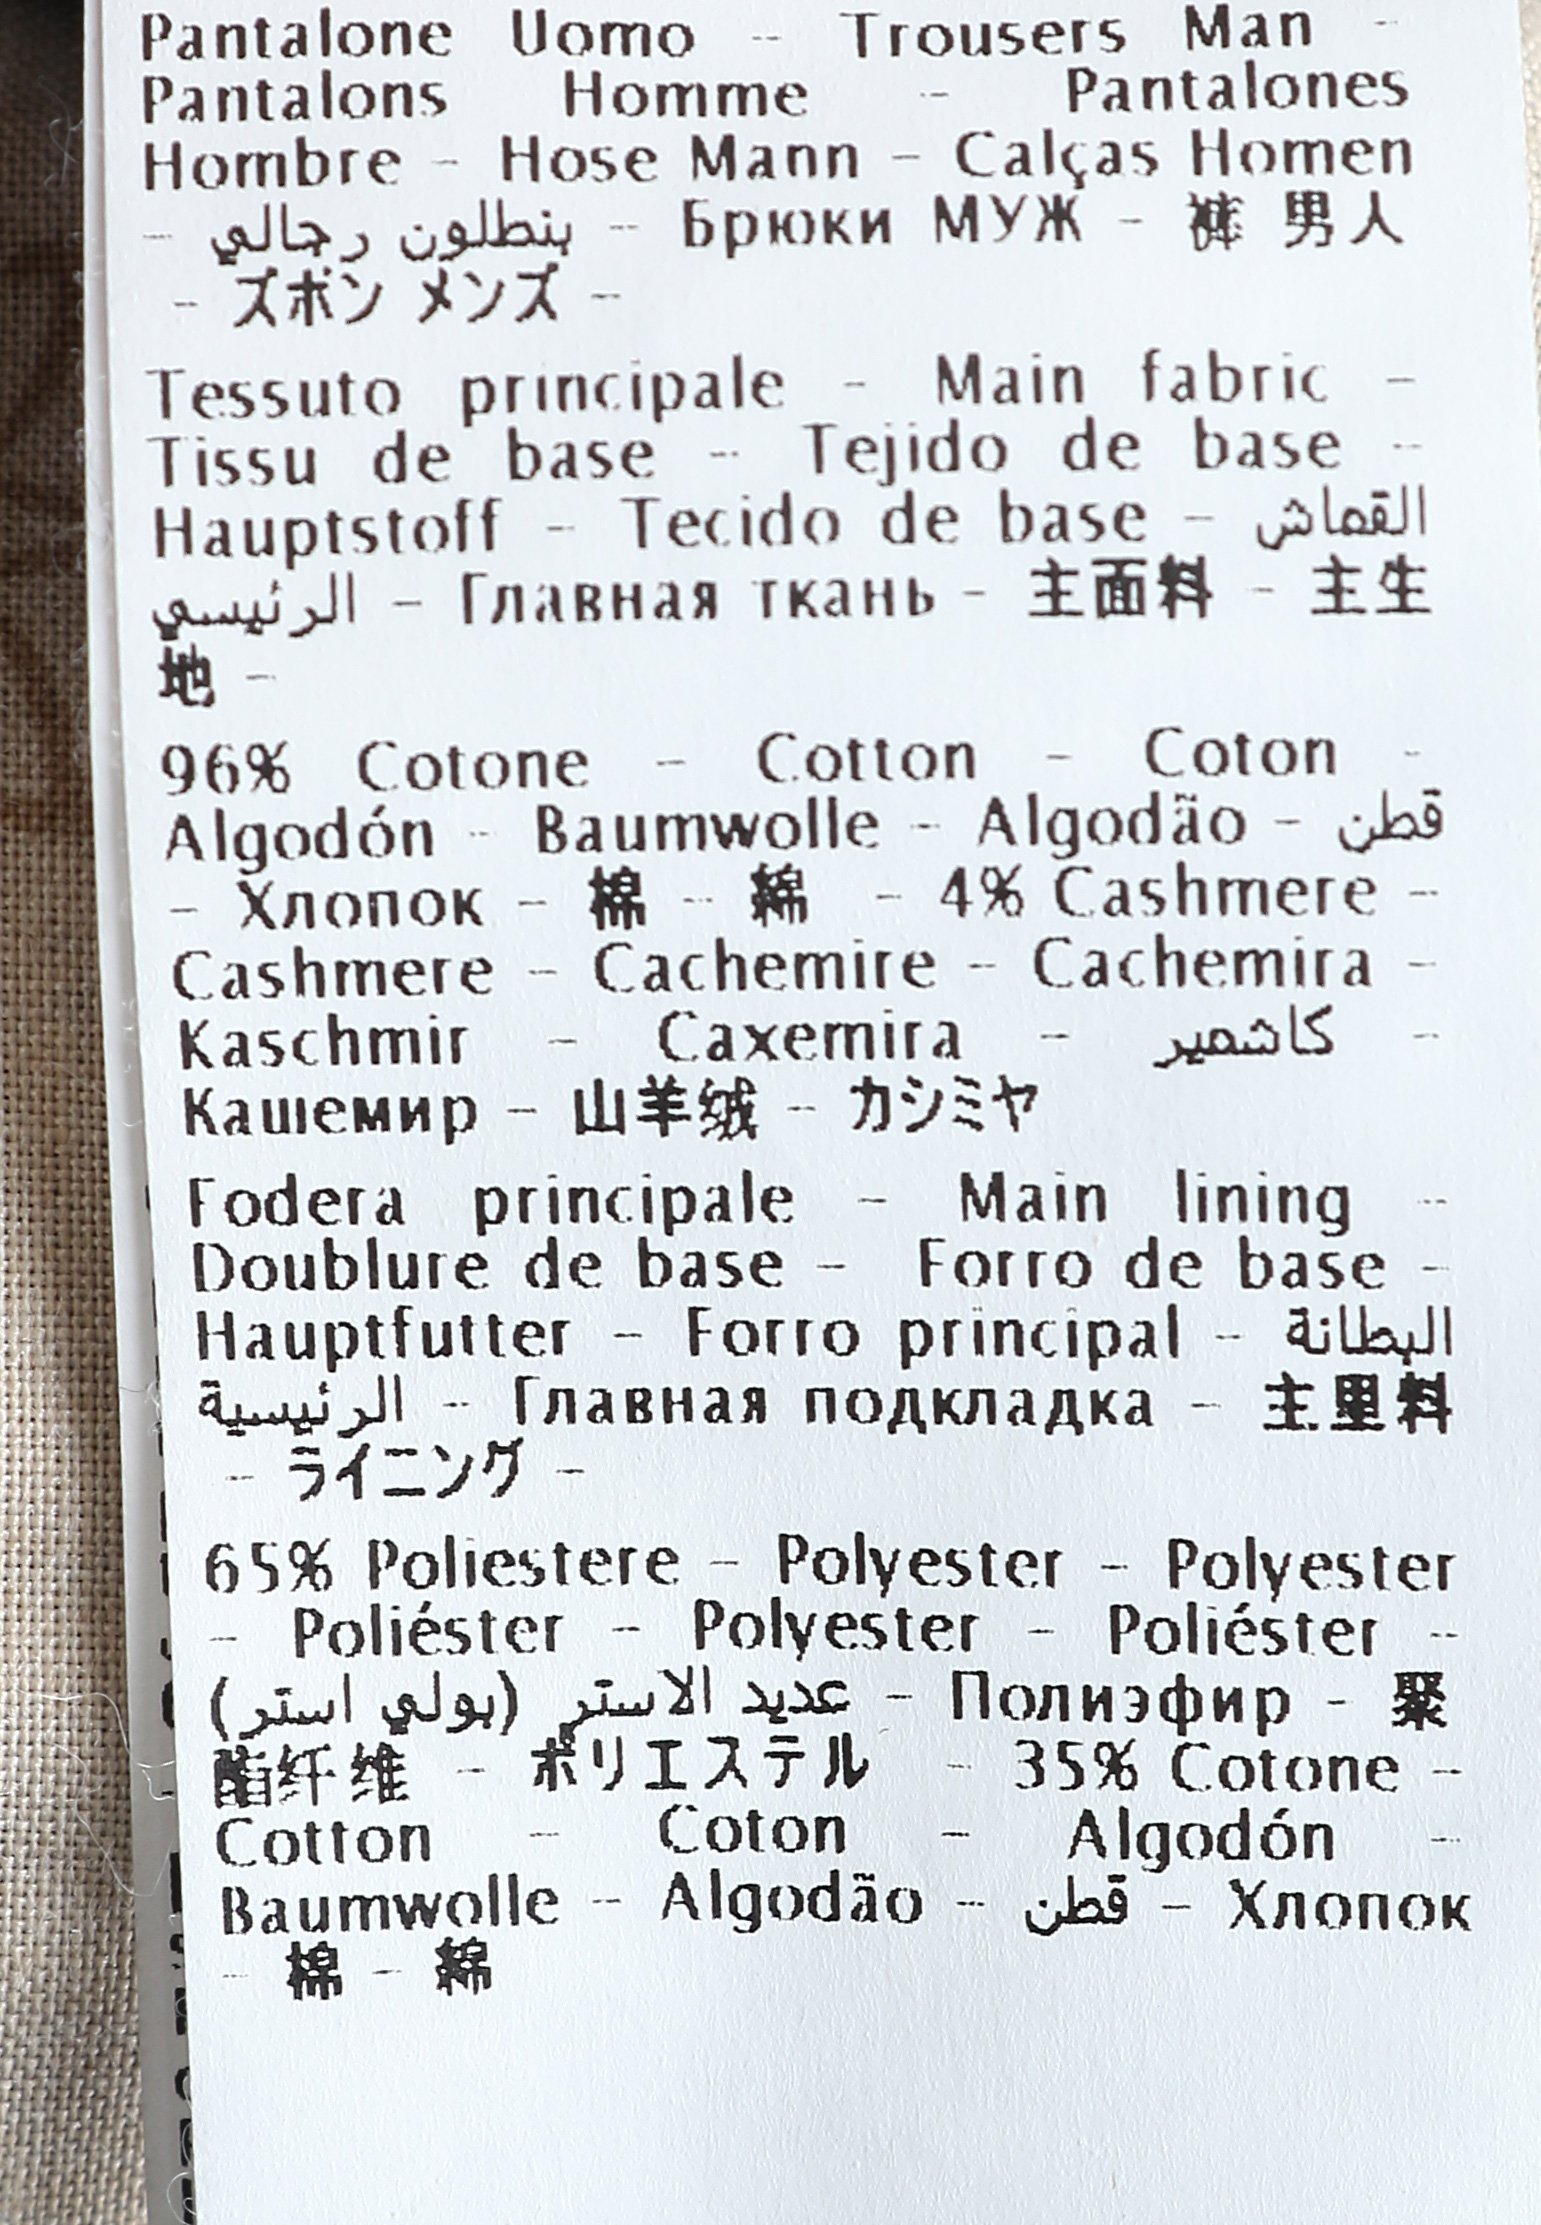 Pantalone Uomo - Trousers Man -
Pantalons Homme - Pantalones
Hombre - Hose Mann - Calças Homen
- بنطلون رجالي - Брюки МУЖ - 裤 男人
- ズボン メンズ -
Tessuto principale - Main fabric -
Tissu de base - Tejido de base -
Hauptstoff - Tecido de base - القماش
الرئيسي - Главная ткань - 主面料 - 主生
地 -
96% Cotone - Cotton - Coton -
Algodón - Baumwolle - Algodão - قطن
- Хлопок - 棉 - 綿 - 4% Cashmere -
Cashmere - Cachemire - Cachemira -
Kaschmir - Caxemira - كاشمير -
Кашемир - 山羊绒 - カシミヤ
Fodera principale - Main lining -
Doublure de base - Forro de base -
Hauptfutter - Forro principal - البطانة
الرئيسية - Главная подкладка - 主里料
- ライニング -
65% Poliestere - Polyester - Polyester
- Poliéster - Polyester - Poliéster -
عديد الاستر (بولي استر) - Полиэфир - 聚
酯纤维 - ポリエステル - 35% Cotone -
Cotton - Coton - Algodón -
Baumwolle - Algodão - قطن - Хлопок
- 棉 - 綿